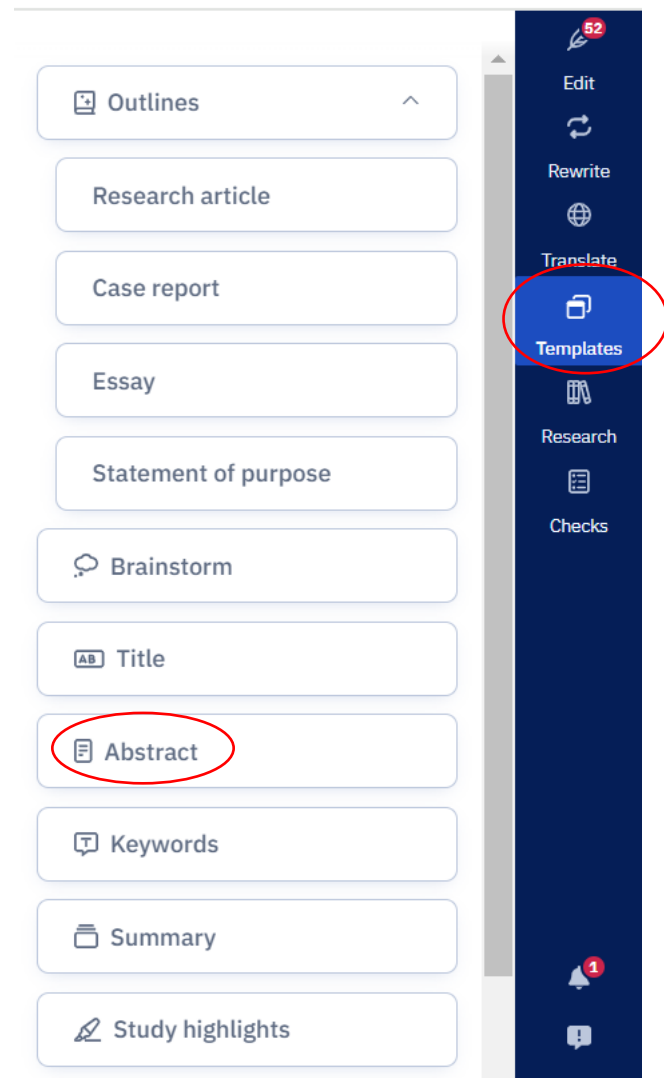 Outlines
Research article
Case report
Essay
Statement of purpose
Brainstorm
AB Title
Abstract
T Keywords
Summary
Study highlights
52
Edit
Rewrite
Translate
Templates
Research
Checks
1